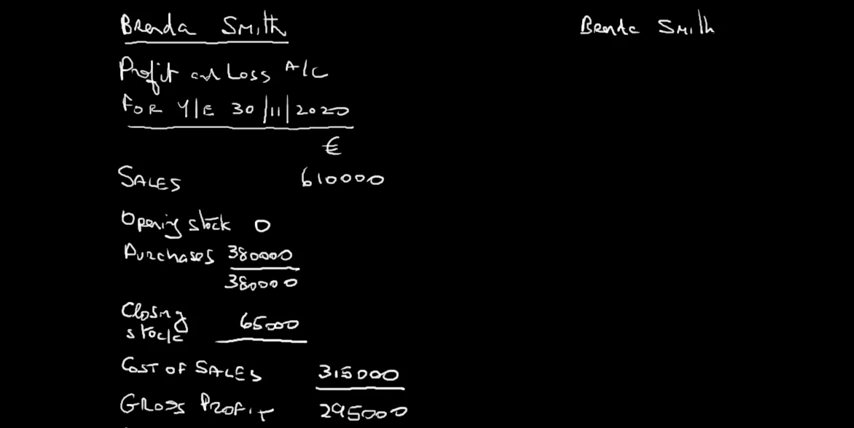 Brenda Smith
Profit and Loss A/C
FOR Y/E 30/11/2020
€
SALES 610000
Opening stock 0
Purchases 380000
380000
Closing stock 65000
COST OF SALES 315000
GROSS PROFIT 295000
Brenda Smith